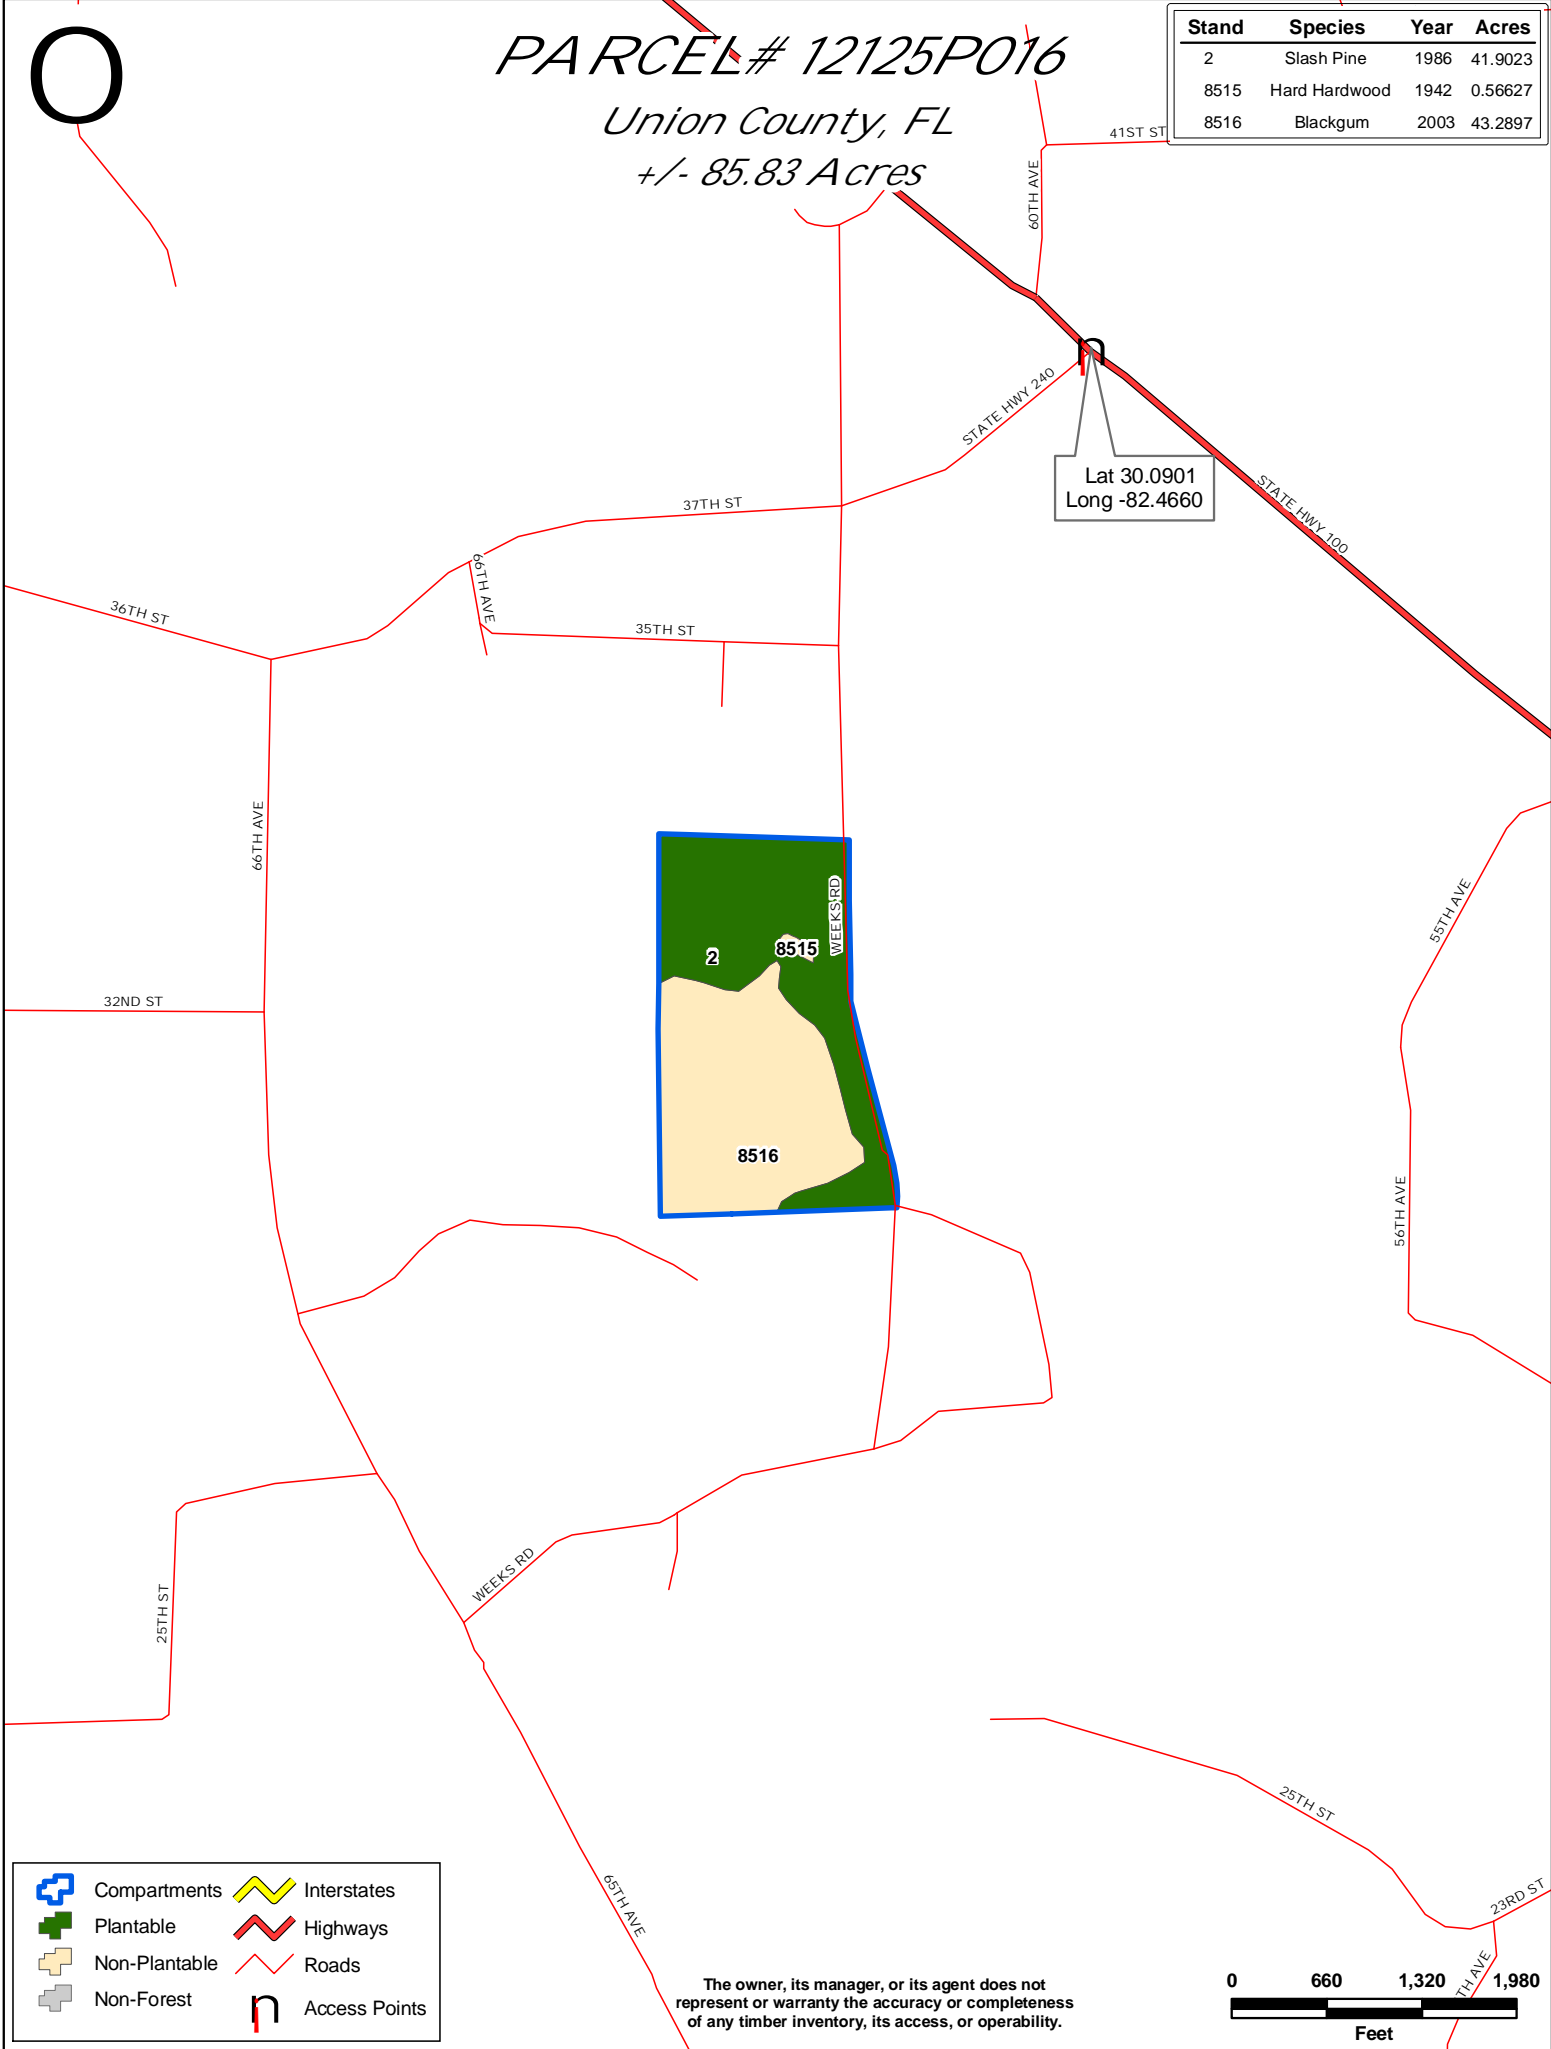 O
PARCEL# 12125P016
Union County, FL
+/- 85.83 Acres
Stand Species Year Acres
2 Slash Pine 1986 41.9023
8515 Hard Hardwood 1942 0.56627
8516 Blackgum 2003 43.2897
41ST ST
60TH AVE
n
STATE HWY 240
Lat 30.0901
Long -82.4660
STATE HWY 100
37TH ST
66TH AVE
36TH ST
35TH ST
66TH AVE
WEEKS RD
55TH AVE
2
8515
32ND ST
8516
56TH AVE
WEEKS RD
25TH ST
25TH ST
65TH AVE
23RD ST
TH AVE
Compartments
Interstates
Plantable
Highways
Non-Plantable
Roads
Non-Forest
n
Access Points
The owner, its manager, or its agent does not
represent or warranty the accuracy or completeness
of any timber inventory, its access, or operability.
0 660 1,320 1,980
Feet